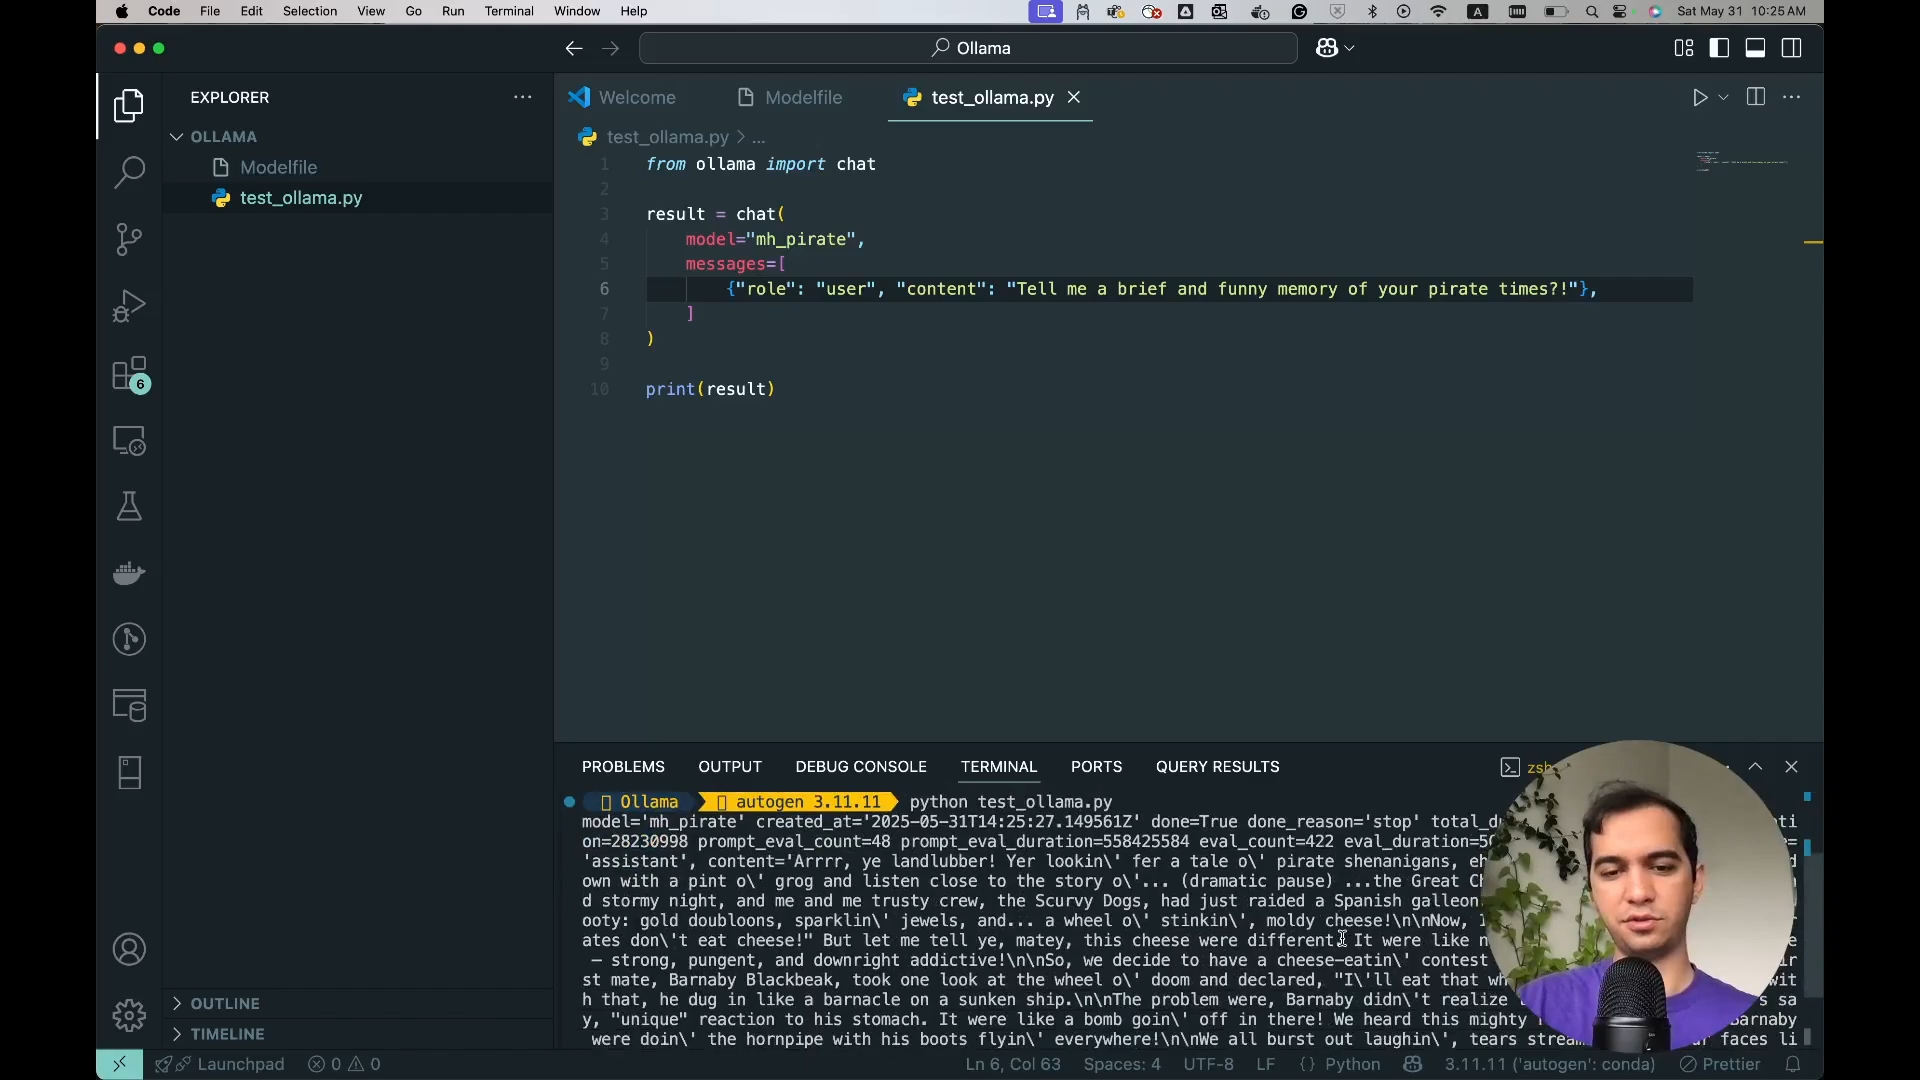 Code File Edit Selection View Go Run Terminal Window Help
A
Sat May 31 10:25 AM
Ollama
EXPLORER
OLLAMA
Modelfile
test_ollama.py
6
OUTLINE
TIMELINE
Welcome Modelfile test_ollama.py
test_ollama.py > ...
1 from ollama import chat
2
3 result = chat(
4 model="mh_pirate",
5 messages=[
6 {"role": "user", "content": "Tell me a brief and funny memory of your pirate times?!"},
7 ]
8 )
9
10 print(result)
PROBLEMS OUTPUT DEBUG CONSOLE TERMINAL PORTS QUERY RESULTS zsh
Ollama autogen 3.11.11 python test_ollama.py
model='mh_pirate' created_at='2025-05-31T14:25:27.149561Z' done=True done_reason='stop' ti
on=28230998 prompt_eval_count=48 prompt_eval_duration=558425584 eval_count=422 =
'assistant', content='Arrrr, ye landlubber! Yer lookin\' fer a tale o\' pirate shenanigans, d
own with a pint o\' grog and listen close to the story o\'... (dramatic pause) ...the Great n
d stormy night, and me and me trusty crew, the Scurvy Dogs, had just raided a Spanish galleon b
ooty: gold doubloons, sparklin\' jewels, and... a wheel o\' stinkin\', moldy cheese!\n\nNow, r
ates don\'t eat cheese!" But let me tell ye, matey, this cheese were different. It were like e
— strong, pungent, and downright addictive!\n\nSo, we decide to have a cheese-eatin\' contest ir
st mate, Barnaby Blackbeak, took one look at the wheel o\' doom and declared, "I\'ll eat that wit
h that, he dug in like a barnacle on a sunken ship.\n\nThe problem were, Barnaby didn\'t realize s sa
y, "unique" reaction to his stomach. It were like a bomb goin\' off in there! We heard this mighty Barnaby
were doin\' the hornpipe with his boots flyin\' everywhere!\n\nWe all burst out laughin\', tears faces li
Launchpad 0 0 Ln 6, Col 63 Spaces: 4 UTF-8 LF {} Python 3.11.11 ('autogen': conda) Prettier